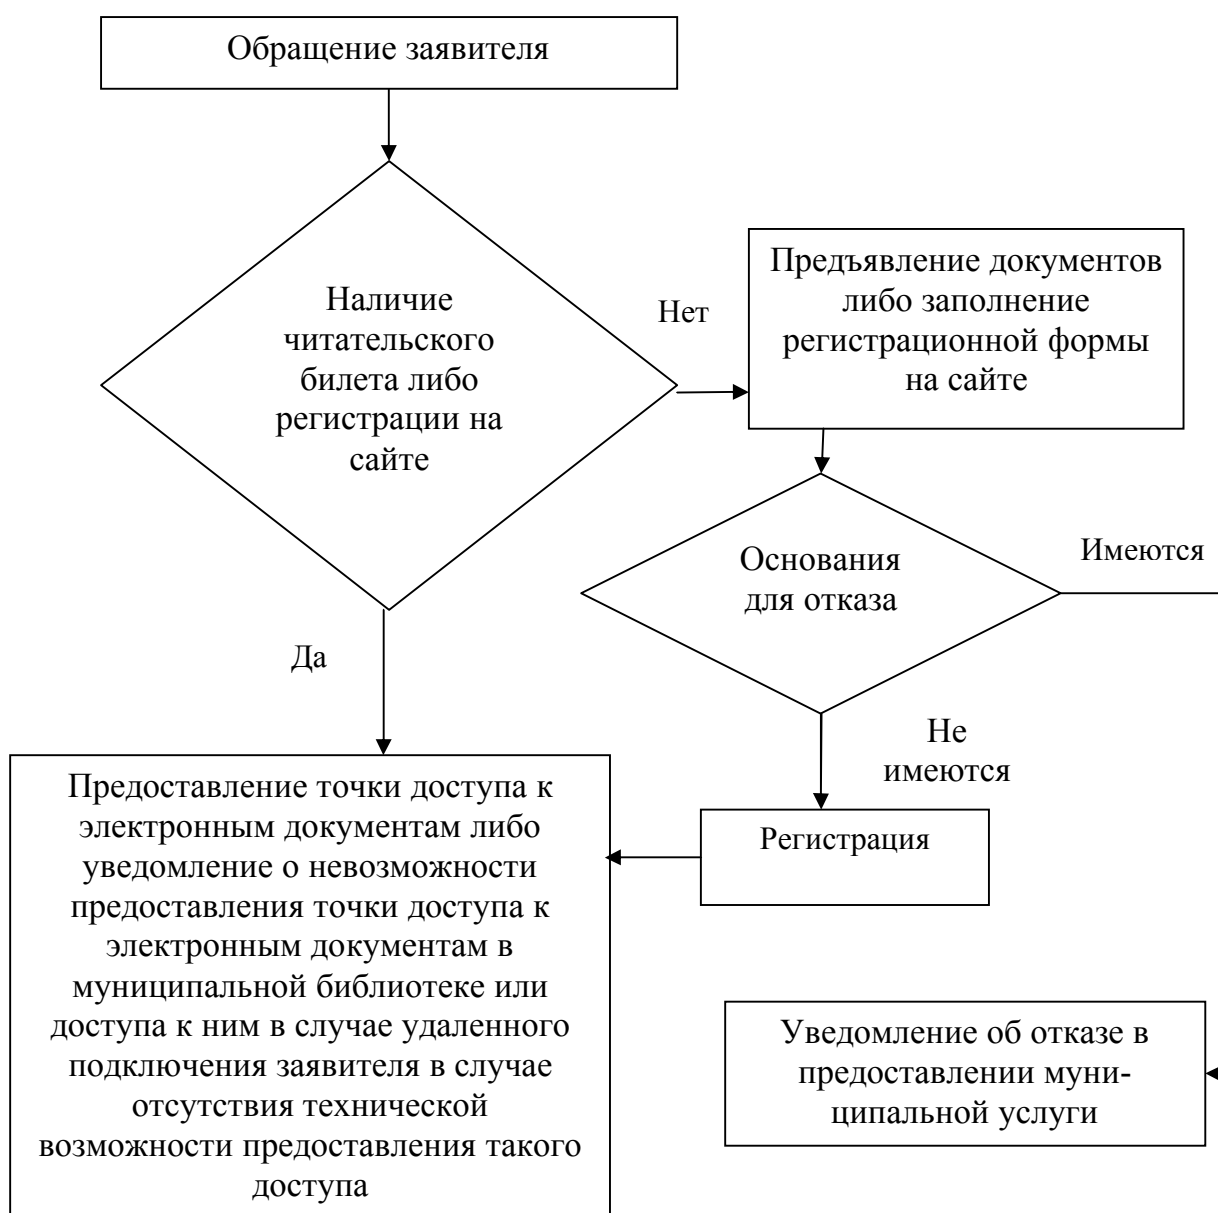 Обращение заявителя
Наличие
читательского
билета либо
регистрации на
сайте
Нет
Предъявление документов
либо заполнение
регистрационной формы
на сайте
Основания
для отказа
Имеются
Да
Не
имеются
Регистрация
Предоставление точки доступа к
электронным документам либо
уведомление о невозможности
предоставления точки доступа к
электронным документам в
муниципальной библиотеке или
доступа к ним в случае удаленного
подключения заявителя в случае
отсутствия технической
возможности предоставления такого
доступа
Уведомление об отказе в
предоставлении муни-
ципальной услуги